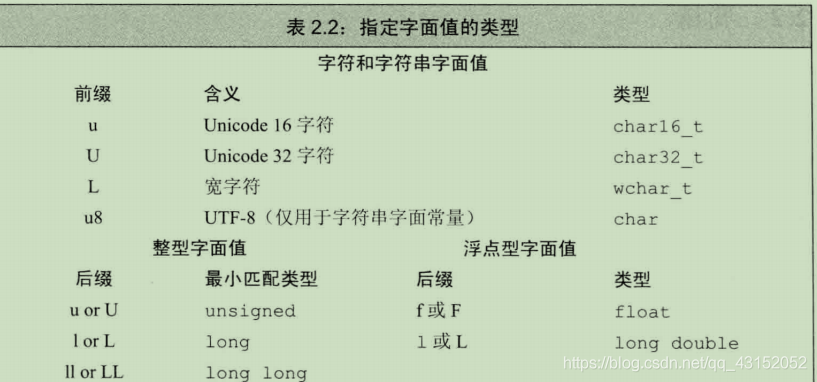 表 2.2：指定字面值的类型
字符和字符串字面值
前缀 含义 类型
u Unicode 16 字符 char16_t
U Unicode 32 字符 char32_t
L 宽字符 wchar_t
u8 UTF-8（仅用于字符串字面常量） char
整型字面值 浮点型字面值
后缀 最小匹配类型 后缀 类型
u or U unsigned f 或 F float
l or L long l 或 L long double
ll or LL long long
https://blog.csdn.net/qq_43152052